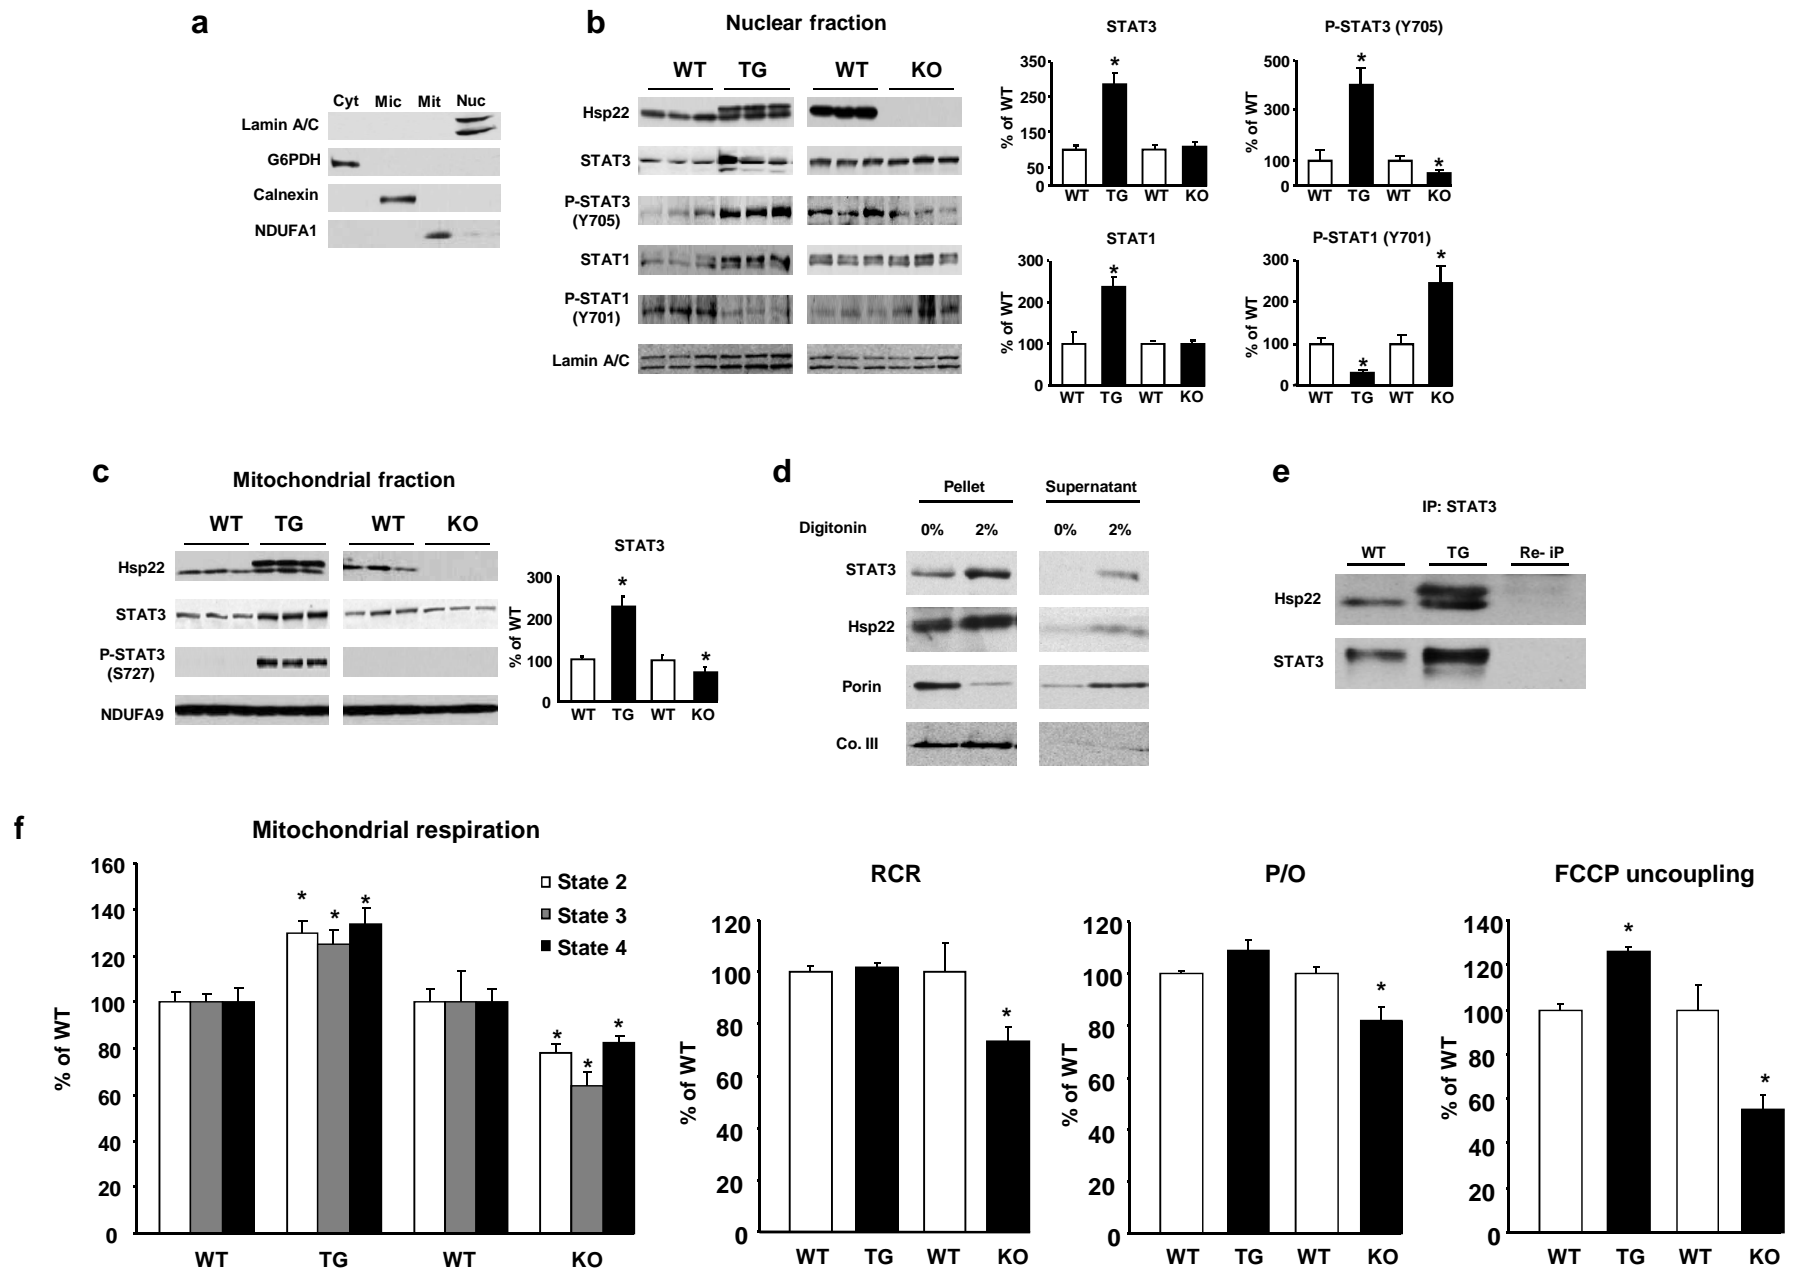 a
Cyt Mic Mit Nuc
Lamin A/C
G6PDH
Calnexin
NDUFA1
b
Nuclear fraction
WT TG WT KO
Hsp22
STAT3
P-STAT3
(Y705)
STAT1
P-STAT1
(Y701)
Lamin A/C
STAT3
% of WT
350
250
150
50
0
*
WT TG WT KO
P-STAT3 (Y705)
% of WT
500
300
100
0
* *
WT TG WT KO
STAT1
% of WT
300
200
100
0
*
WT TG WT KO
P-STAT1 (Y701)
% of WT
300
200
100
0
* *
WT TG WT KO
c
Mitochondrial fraction
WT TG WT KO
Hsp22
STAT3
P-STAT3
(S727)
NDUFA9
STAT3
% of WT
300
200
100
0
* *
WT TG WT KO
d
Pellet Supernatant
Digitonin 0% 2% 0% 2%
STAT3
Hsp22
Porin
Co. III
e
IP: STAT3
WT TG Re- iP
Hsp22
STAT3
f
Mitochondrial respiration
% of WT
160
140
120
100
80
60
40
20
0
* * * * * *
State 2
State 3
State 4
WT TG WT KO
RCR
% of WT
120
100
80
60
40
20
0
*
WT TG WT KO
P/O
% of WT
120
100
80
60
40
20
0
*
WT TG WT KO
FCCP uncoupling
% of WT
140
120
100
80
60
40
20
0
* *
WT TG WT KO